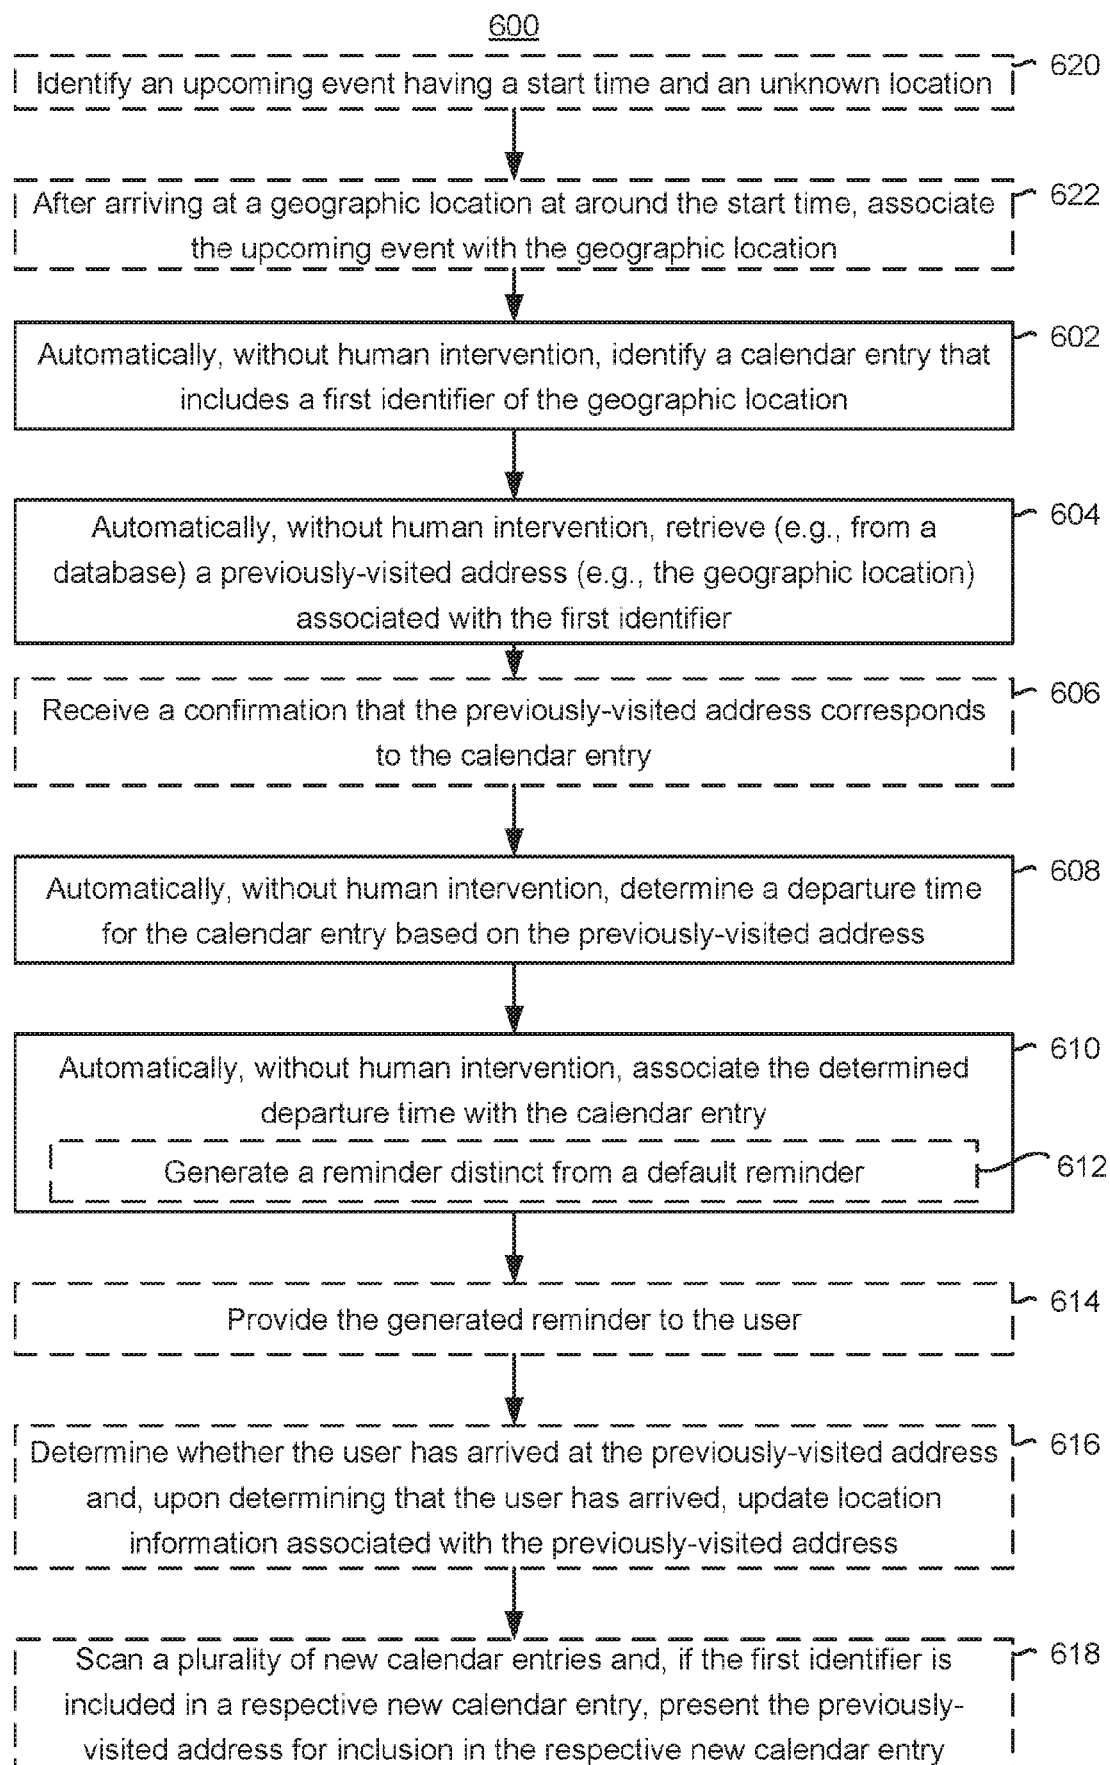 600
Identify an upcoming event having a start time and an unknown location
620
After arriving at a geographic location at around the start time, associate
the upcoming event with the geographic location
622
Automatically, without human intervention, identify a calendar entry that
includes a first identifier of the geographic location
602
Automatically, without human intervention, retrieve (e.g., from a
database) a previously-visited address (e.g., the geographic location)
associated with the first identifier
604
Receive a confirmation that the previously-visited address corresponds
to the calendar entry
606
Automatically, without human intervention, determine a departure time
for the calendar entry based on the previously-visited address
608
Automatically, without human intervention, associate the determined
departure time with the calendar entry
610
Generate a reminder distinct from a default reminder
612
Provide the generated reminder to the user
614
Determine whether the user has arrived at the previously-visited address
and, upon determining that the user has arrived, update location
information associated with the previously-visited address
616
Scan a plurality of new calendar entries and, if the first identifier is
included in a respective new calendar entry, present the previously-
visited address for inclusion in the respective new calendar entry
618